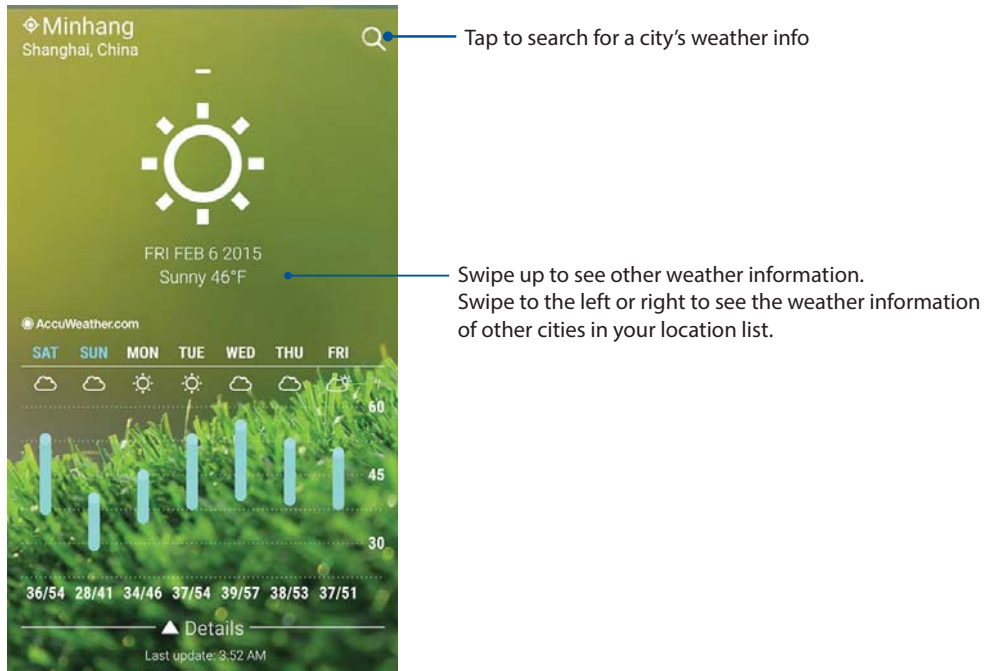 Minhang
Shanghai, China
Tap to search for a city's weather info
FRI FEB 6 2015
Sunny 46°F
Swipe up to see other weather information.
Swipe to the left or right to see the weather information
of other cities in your location list.
AccuWeather.com
SAT SUN MON TUE WED THU FRI
60
45
30
36/54 28/41 34/46 37/54 39/57 38/53 37/51
Details
Last update: 3:52 AM